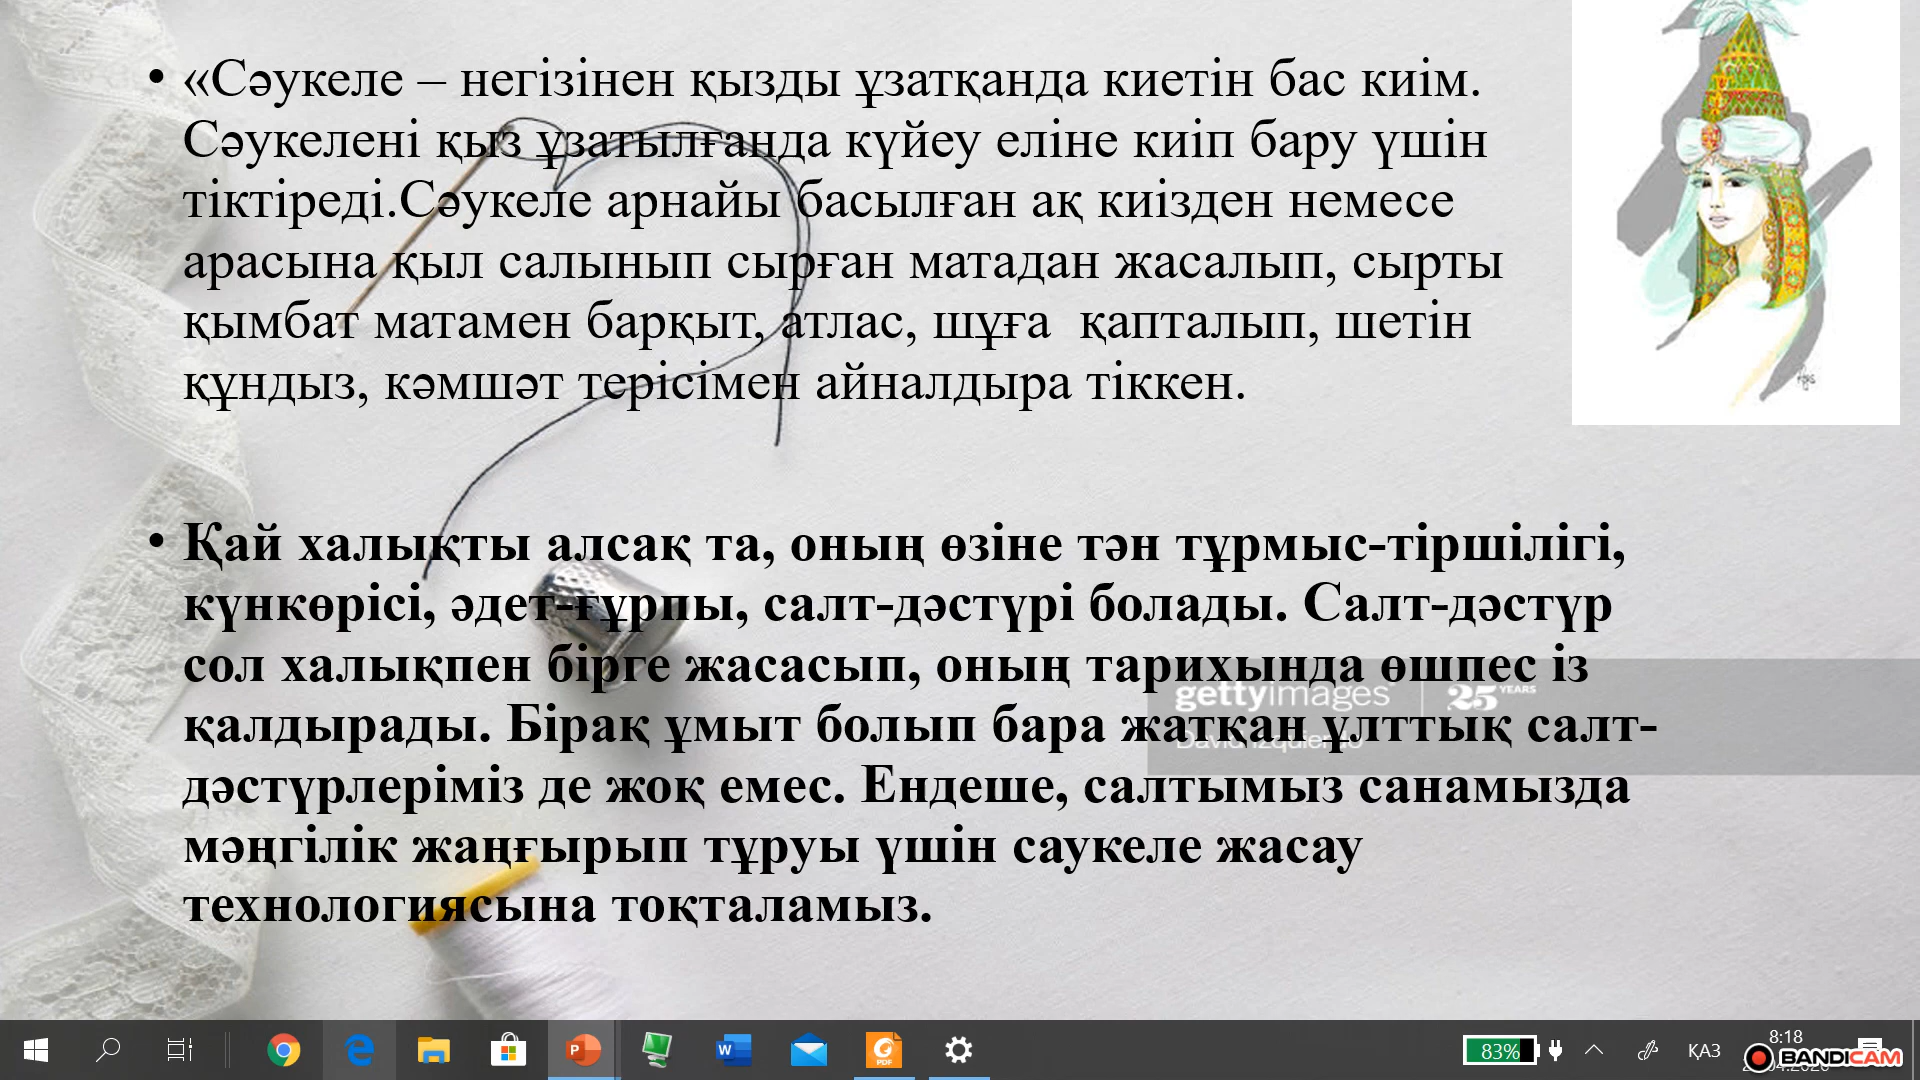 • «Сәукеле – негізінен қызды ұзатқанда киетін бас киім.
Сәукелені қыз ұзатылғанда күйеу еліне киіп бару үшін
тіктіреді.Сәукеле арнайы басылған ақ киізден немесе
арасына қыл салынып сырған матадан жасалып, сырты
қымбат матамен барқыт, атлас, шұға қапталып, шетін
құндыз, кәмшәт терісімен айналдыра тіккен.
• Қай халықты алсақ та, оның өзіне тән тұрмыс-тіршілігі,
күнкөрісі, әдет-ғұрпы, салт-дәстүрі болады. Салт-дәстүр
сол халықпен бірге жасасып, оның тарихында өшпес із
қалдырады. Бірақ ұмыт болып бара жатқан ұлттық салт-
дәстүрлеріміз де жоқ емес. Ендеше, салтымыз санамызда
мәңгілік жаңғырып тұруы үшін саукеле жасау
технологиясына тоқталамыз.
gettyimages 25 YEARS
David Izquierdo
83%
ҚАЗ
8:18
BANDICAM